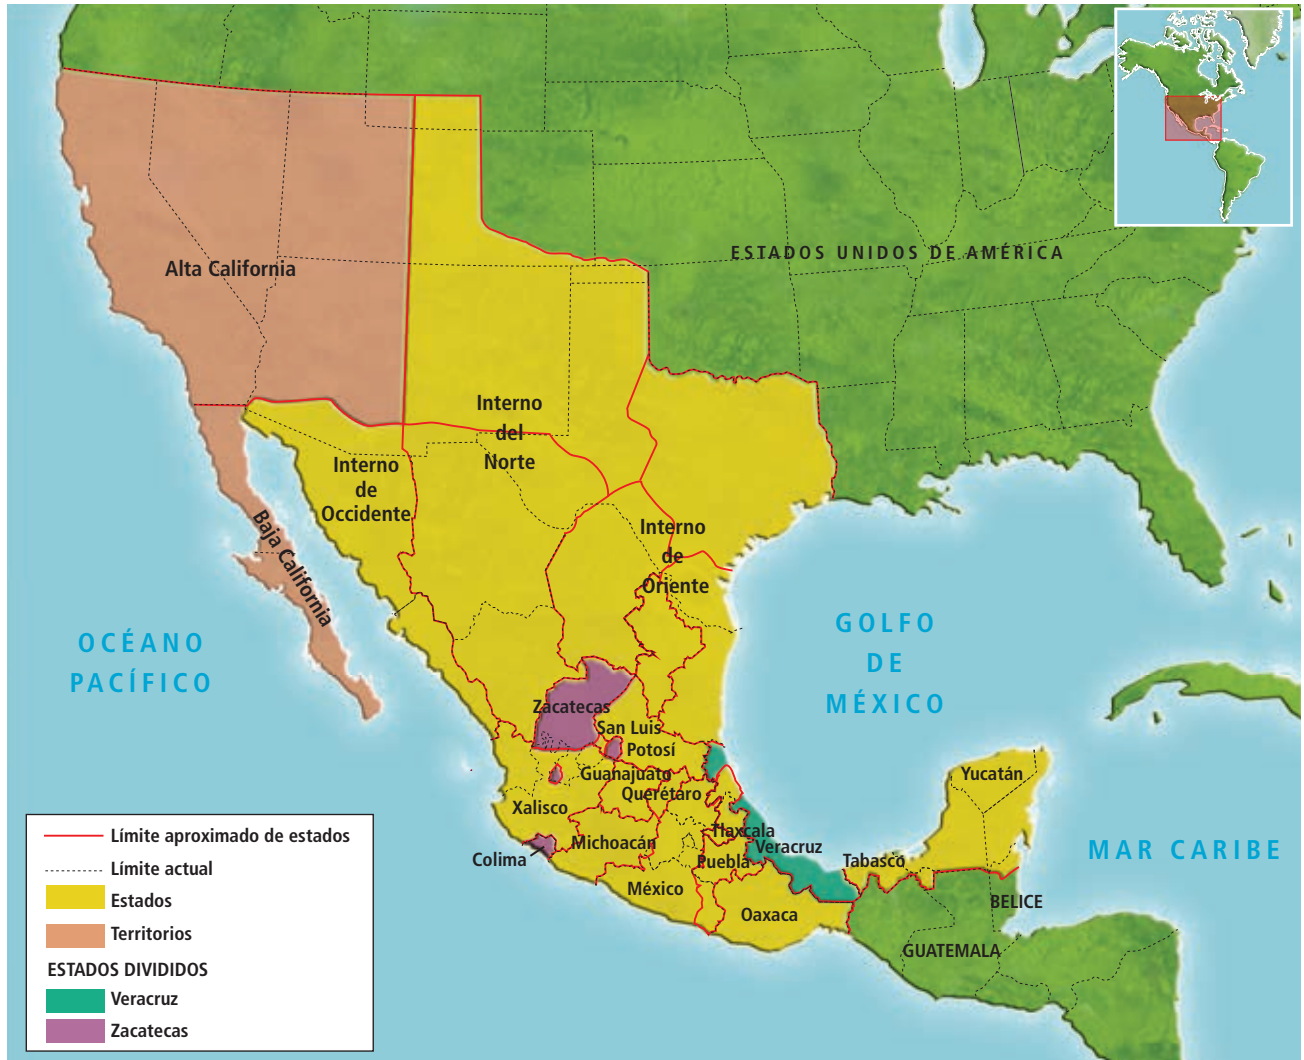 ESTADOS UNIDOS DE AMÉRICA
Alta California
Interno
del
Norte
Interno
de
Occidente
Interno
de
Oriente
Baja California
OCÉANO
PACÍFICO
GOLFO
DE
MÉXICO
Zacatecas
San Luis
Potosí
Guanajuato
Querétaro
Xalisco
Tlaxcala
Michoacán
Veracruz
Colima
Puebla
Tabasco
Yucatán
México
Oaxaca
MAR CARIBE
BELICE
GUATEMALA
Límite aproximado de estados
Límite actual
Estados
Territorios
ESTADOS DIVIDIDOS
Veracruz
Zacatecas